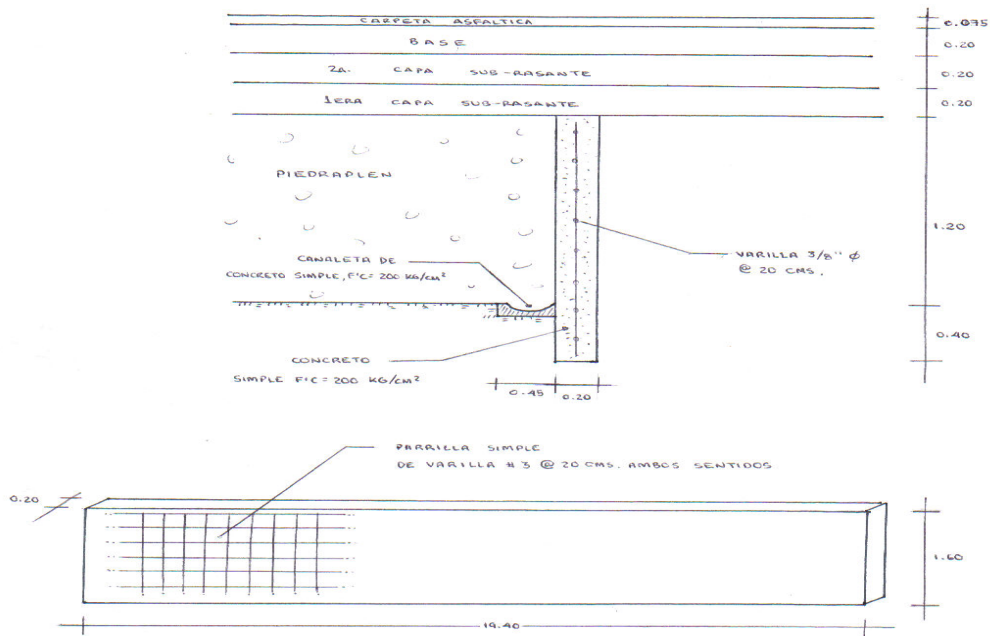 CARPETA ASFALTICA
0.075
BASE
0.20
2A. CAPA SUB-RASANTE
0.20
1ERA CAPA SUB-RASANTE
0.20
PIEDRAPLEN
1.20
VARILLA 3/8" Ø
@ 20 CMS.
CANALETA DE
CONCRETO SIMPLE, F'C= 200 KG/CM²
0.40
CONCRETO
SIMPLE F'C= 200 KG/CM²
0.45
0.20
PARRILLA SIMPLE
DE VARILLA # 3 @ 20 CMS. AMBOS SENTIDOS
0.20
1.60
19.40